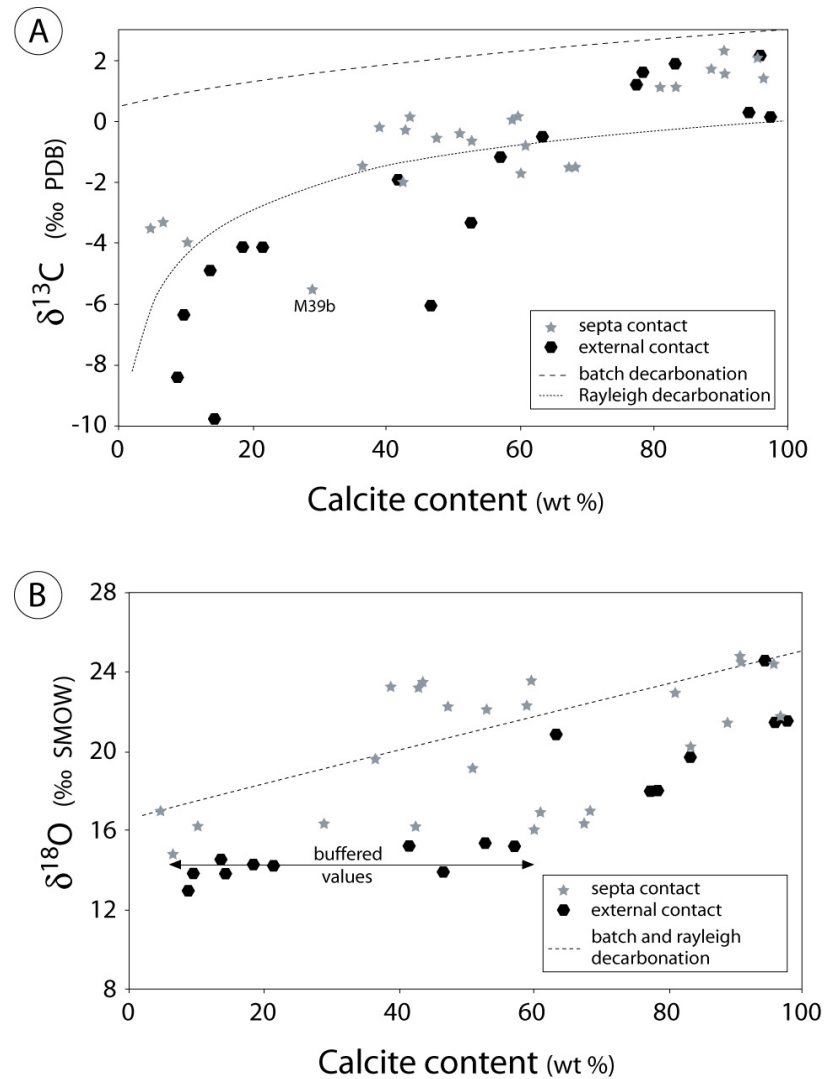 A
2
0
-2
-4
-6
-8
-10
δ13C (‰ PDB)
M39b
septa contact
external contact
batch decarbonation
Rayleigh decarbonation
0 20 40 60 80 100
Calcite content (wt %)
B
28
24
20
16
12
8
δ18O (‰ SMOW)
buffered
values
septa contact
external contact
batch and rayleigh
decarbonation
0 20 40 60 80 100
Calcite content (wt %)